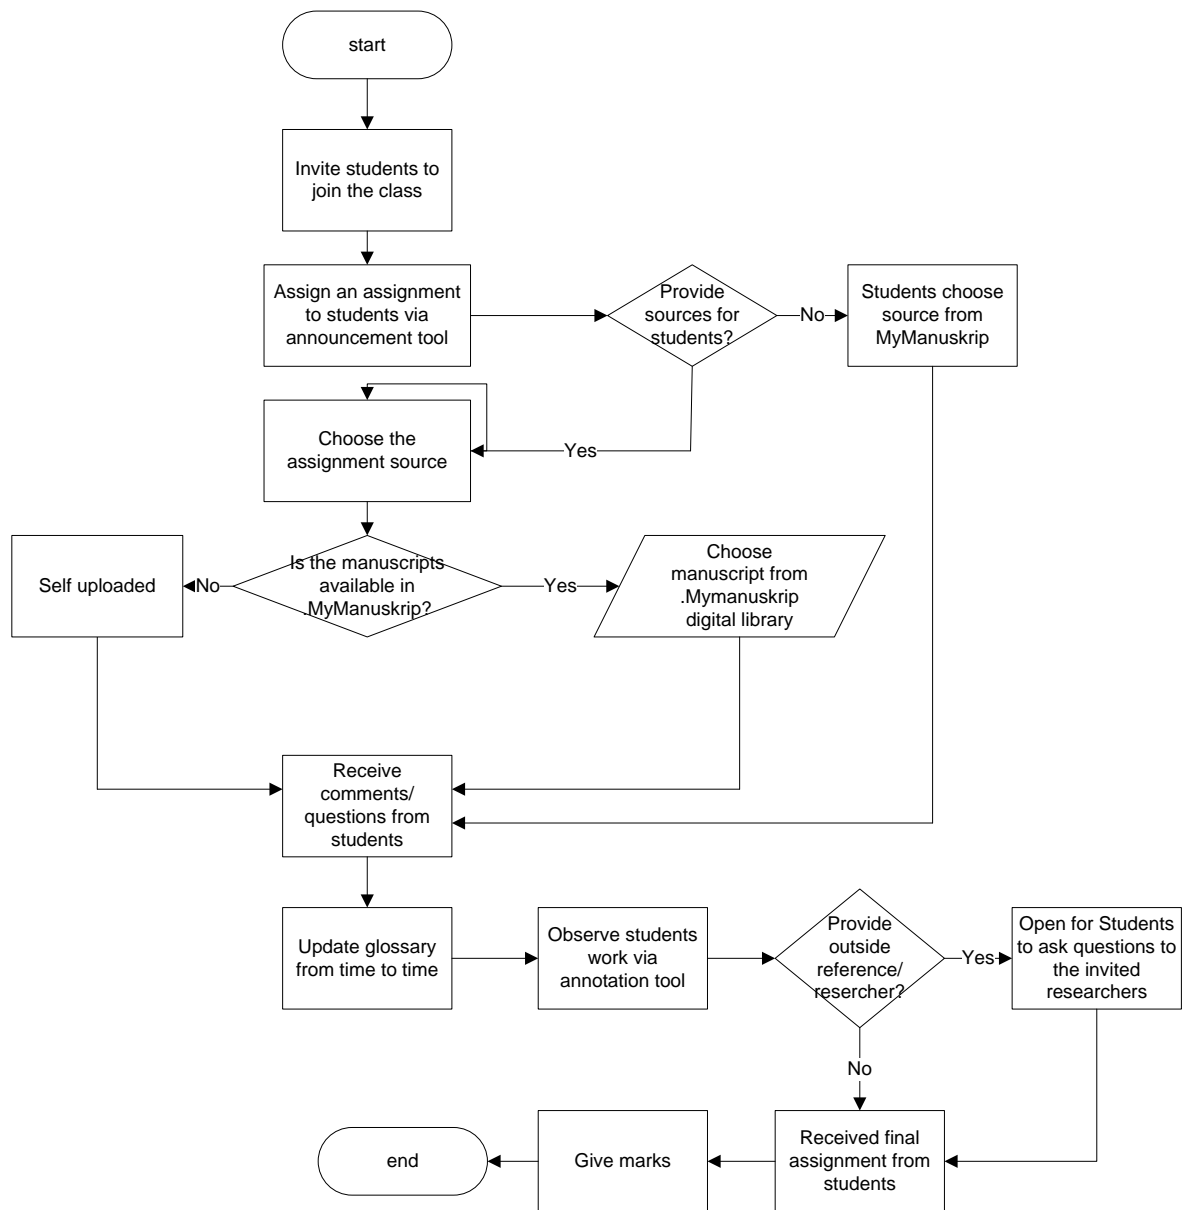 start
Invite students to
join the class
Assign an assignment
to students via
announcement tool
Provide
sources for
students?
No
Students choose
source from
MyManuskrip
Yes
Choose the
assignment source
Self uploaded
No
Is the manuscripts
available in
.MyManuskrip?
Yes
Choose
manuscript from
.Mymanuskrip
digital library
Receive
comments/
questions from
students
Update glossary
from time to time
Observe students
work via
annotation tool
Provide
outside
reference/
resercher?
Yes
Open for Students
to ask questions to
the invited
researchers
No
end
Give marks
Received final
assignment from
students